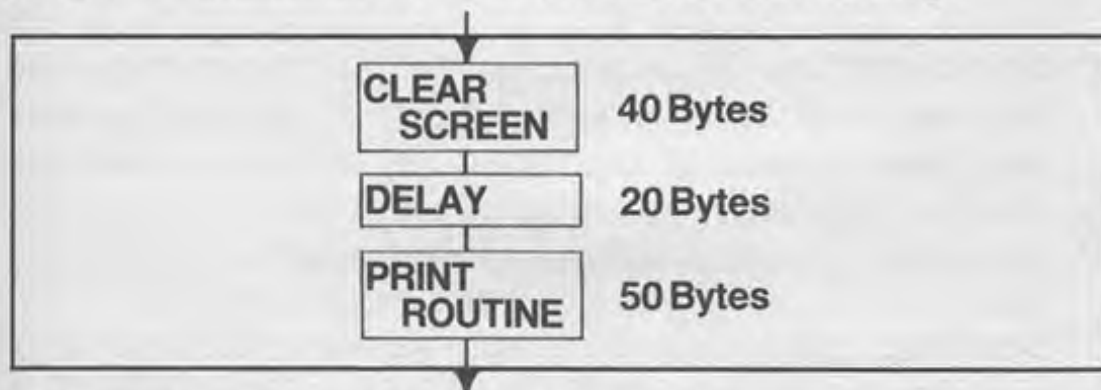 CLEAR
SCREEN
40 Bytes
DELAY
20 Bytes
PRINT
ROUTINE
50 Bytes